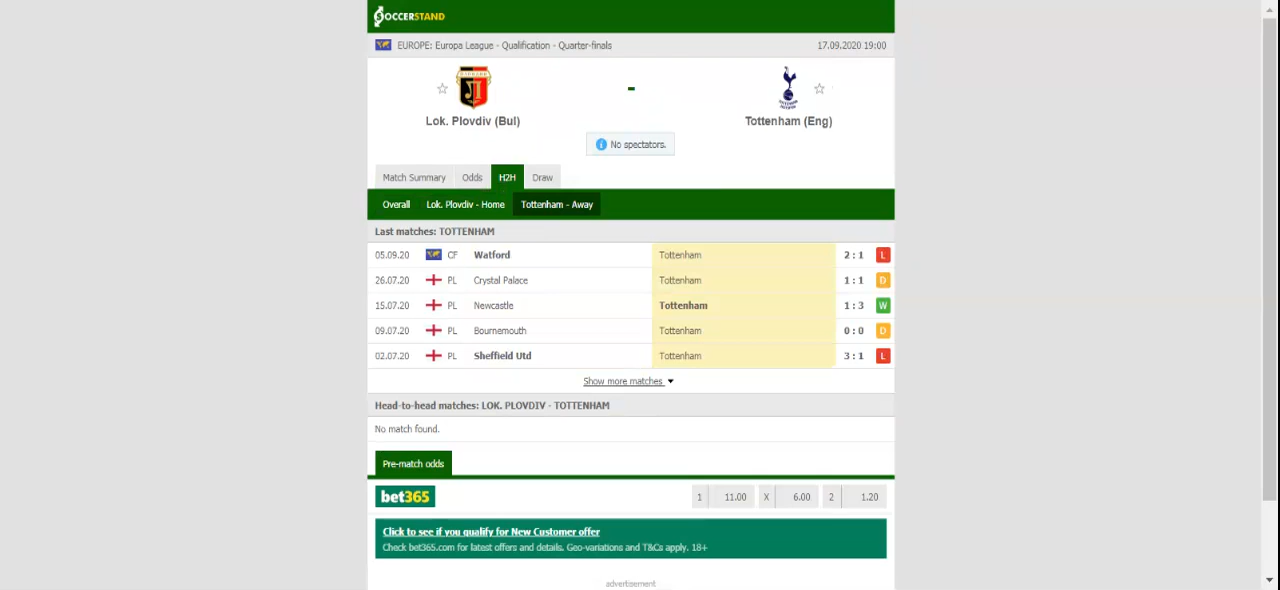 SOCCERSTAND
EUROPE: Europa League - Qualification - Quarter-finals 17.09.2020 19:00
Lok. Plovdiv (Bul) - Tottenham (Eng)
No spectators.
Match Summary Odds H2H Draw
Overall Lok. Plovdiv - Home Tottenham - Away
Last matches: TOTTENHAM
05.09.20 CF Watford Tottenham 2 : 1 L
26.07.20 PL Crystal Palace Tottenham 1 : 1 D
15.07.20 PL Newcastle Tottenham 1 : 3 W
09.07.20 PL Bournemouth Tottenham 0 : 0 D
02.07.20 PL Sheffield Utd Tottenham 3 : 1 L
Show more matches
Head-to-head matches: LOK. PLOVDIV - TOTTENHAM
No match found.
Pre-match odds
bet365 1 11.00 X 6.00 2 1.20
Click to see if you qualify for New Customer offer
Check bet365.com for latest offers and details. Geo-variations and T&Cs apply. 18+
advertisement